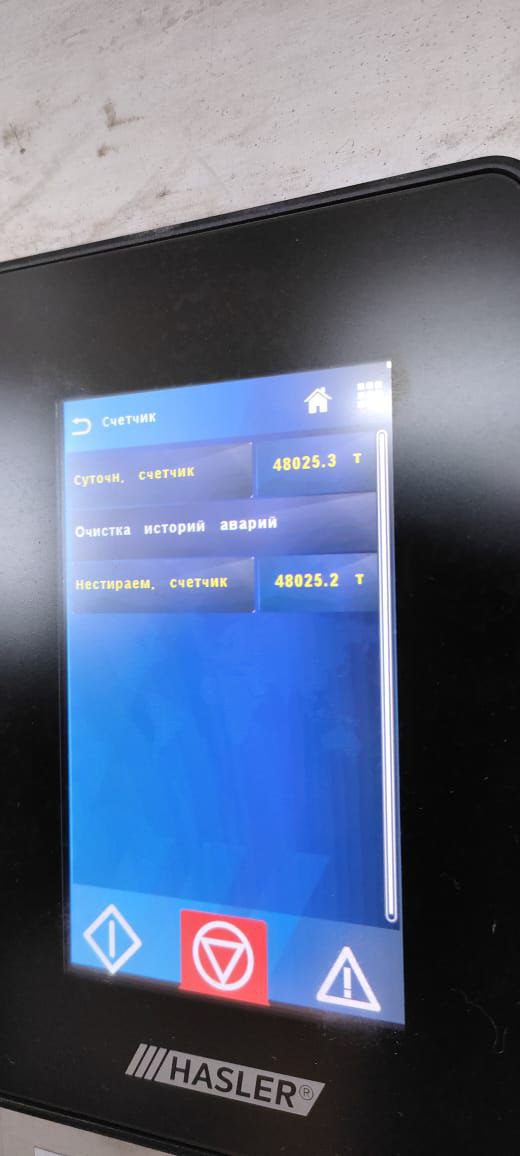 Счетчик
Суточн. счетчик 48025.3 т
Очистка историй аварий
Нестираем. счетчик 48025.2 т
HASLER®